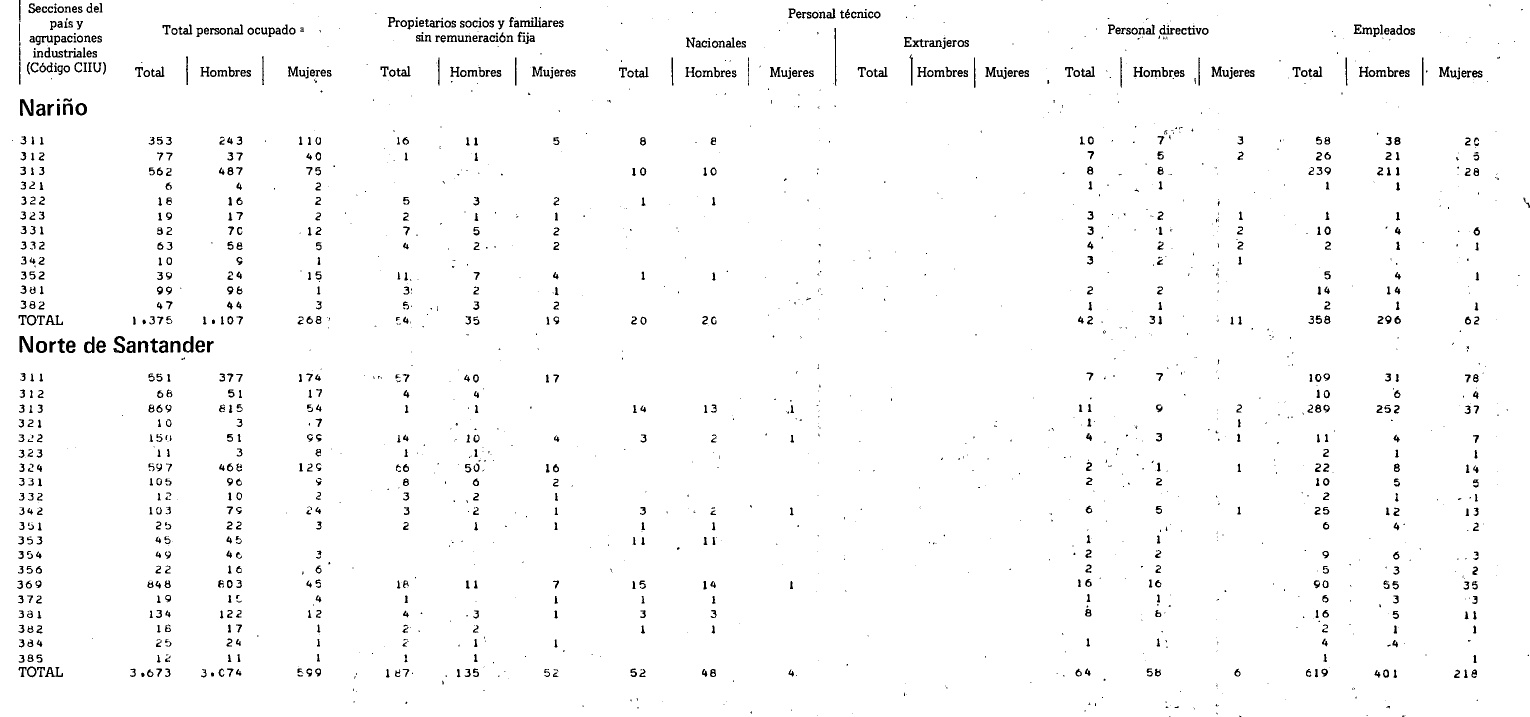 Secciones del país y agrupaciones industriales (Código CIIU) Total personal ocupado a Propietarios socios y familiares sin remuneración fija Personal técnico Personal directivo Empleados
Nacionales Extranjeros
Total Hombres Mujeres Total Hombres Mujeres Total Hombres Mujeres Total Hombres Mujeres Total Hombres Mujeres Total Hombres Mujeres
Nariño
311 353 243 110 16 11 5 8 8 10 7 3 58 38 20
312 77 37 40 1 1 7 5 2 26 21 5
313 562 487 75 10 10 8 8 239 211 28
321 6 4 2 1 1 1 1
322 18 16 2 5 3 2 1 1
323 19 17 2 2 1 1 3 2 1 1 1
331 82 70 12 7 5 2 3 1 2 10 4 6
332 63 58 5 4 2 2 4 2 2 2 1 1
342 10 9 1 3 2 1
352 39 24 15 11 7 4 1 1 5 4 1
381 99 98 1 3 2 1 2 2 14 14
382 47 44 3 5 3 2 1 1 2 1 1
TOTAL 1.375 1.107 268 54 35 19 20 20 42 31 11 358 296 62
Norte de Santander
311 551 377 174 57 40 17 7 7 109 31 78
312 68 51 17 4 4 10 6 4
313 869 815 54 1 1 14 13 1 11 9 2 289 252 37
321 10 3 7 1 1
322 150 51 99 14 10 4 3 2 1 4 3 1 11 4 7
323 11 3 8 1 1 2 1 1
324 597 468 129 66 50 16 2 1 1 22 8 14
331 105 96 9 8 6 2 2 2 10 5 5
332 12 10 2 3 2 1 2 1 1
342 103 79 24 3 2 1 3 2 1 6 5 1 25 12 13
351 25 22 3 2 1 1 1 1 6 4 2
353 45 45 11 11 1 1
354 49 46 3 2 2 9 6 3
356 22 16 6 2 2 5 3 2
369 848 803 45 18 11 7 15 14 1 16 16 90 55 35
372 19 15 4 1 1 1 1 1 1 6 3 3
381 134 122 12 4 3 1 3 3 8 8 16 5 11
382 18 17 1 2 2 1 1 2 1 1
384 25 24 1 2 1 1 1 1 4 4
385 12 11 1 1 1 1 1
TOTAL 3.673 3.074 599 187 135 52 52 48 4 64 58 6 619 401 218